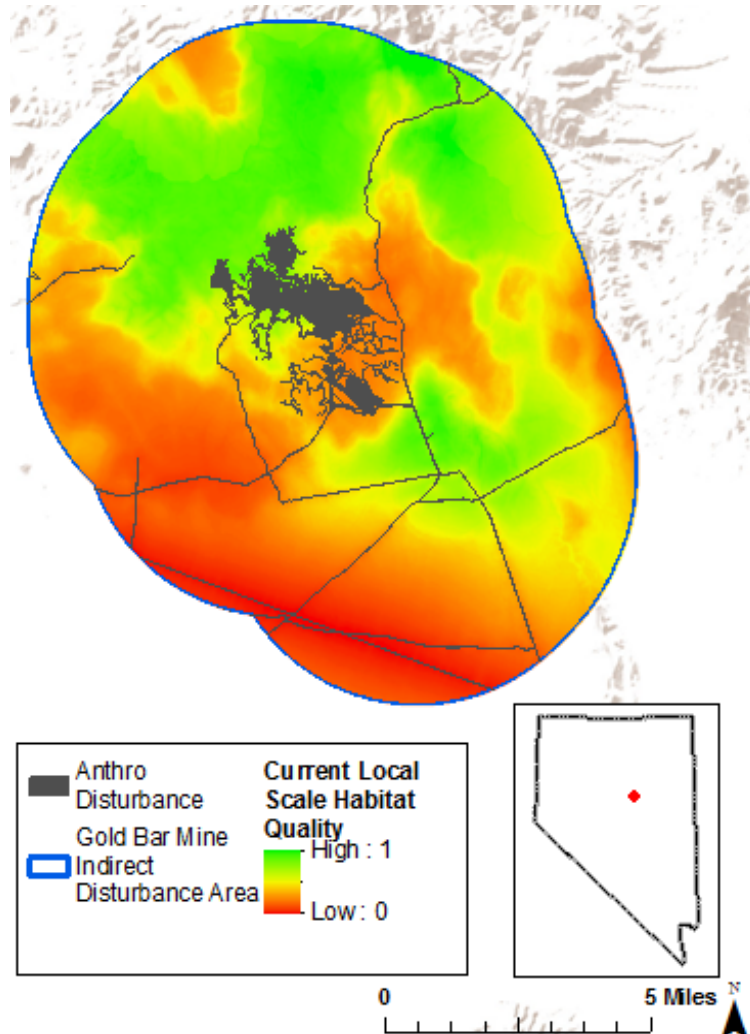 Anthro
Disturbance
Gold Bar Mine
Indirect
Disturbance Area
Current Local
Scale Habitat
Quality
High : 1
Low : 0
0
5 Miles
N